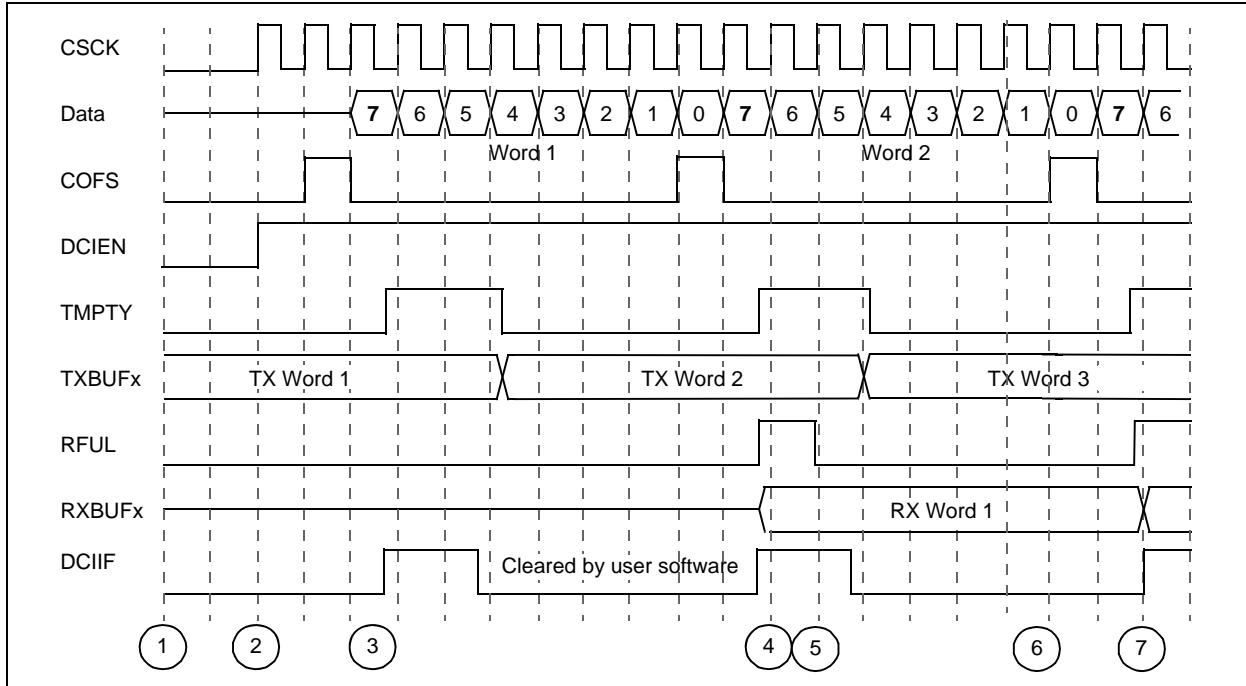 CSCK
Data 7 6 5 4 3 2 1 0 7 6 5 4 3 2 1 0 7 6
Word 1 Word 2
COFS
DCIEN
TMPTY
TXBUFx TX Word 1 TX Word 2 TX Word 3
RFUL
RXBUFx RX Word 1
DCIIF Cleared by user software
1 2 3 4 5 6 7